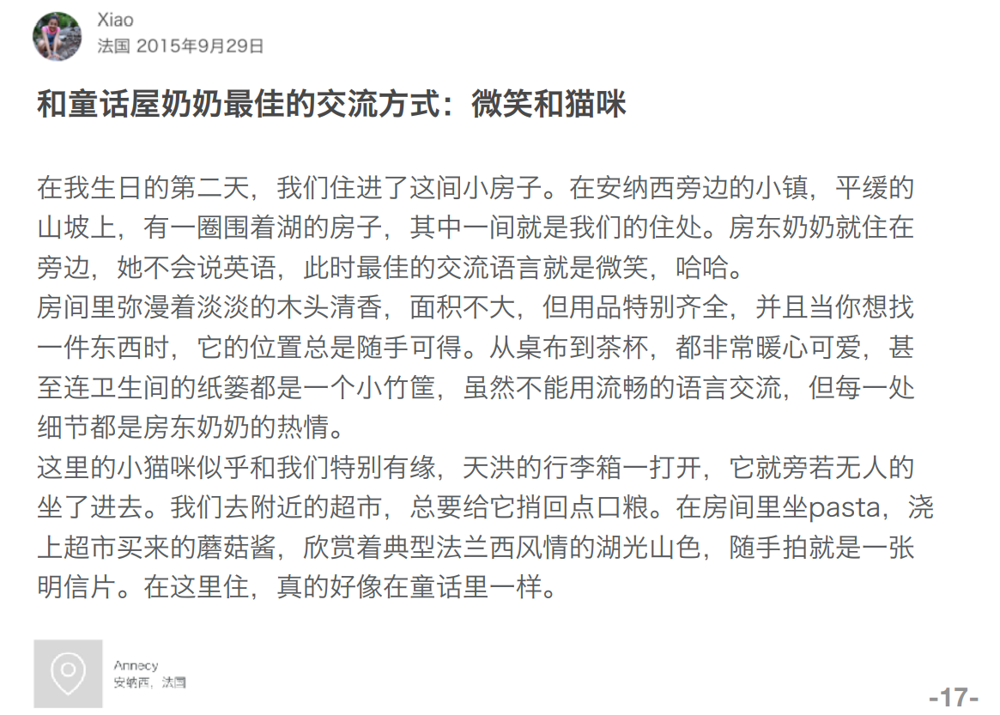 Xiao
法国 2015年9月29日
和童话屋奶奶最佳的交流方式：微笑和猫咪
在我生日的第二天，我们住进了这间小房子。在安纳西旁边的小镇，平缓的
山坡上，有一圈围着湖的房子，其中一间就是我们的住处。房东奶奶就住在
旁边，她不会说英语，此时最佳的交流语言就是微笑，哈哈。
房间里弥漫着淡淡的木头清香，面积不大，但用品特别齐全，并且当你想找
一件东西时，它的位置总是随手可得。从桌布到茶杯，都非常暖心可爱，甚
至连卫生间的纸篓都是一个小竹筐，虽然不能用流畅的语言交流，但每一处
细节都是房东奶奶的热情。
这里的小猫咪似乎和我们特别有缘，天洪的行李箱一打开，它就旁若无人的
坐了进去。我们去附近的超市，总要给它捎回点口粮。在房间里坐pasta，浇
上超市买来的蘑菇酱，欣赏着典型法兰西风情的湖光山色，随手拍就是一张
明信片。在这里住，真的好像在童话里一样。
Annecy
安纳西，法国
-17-